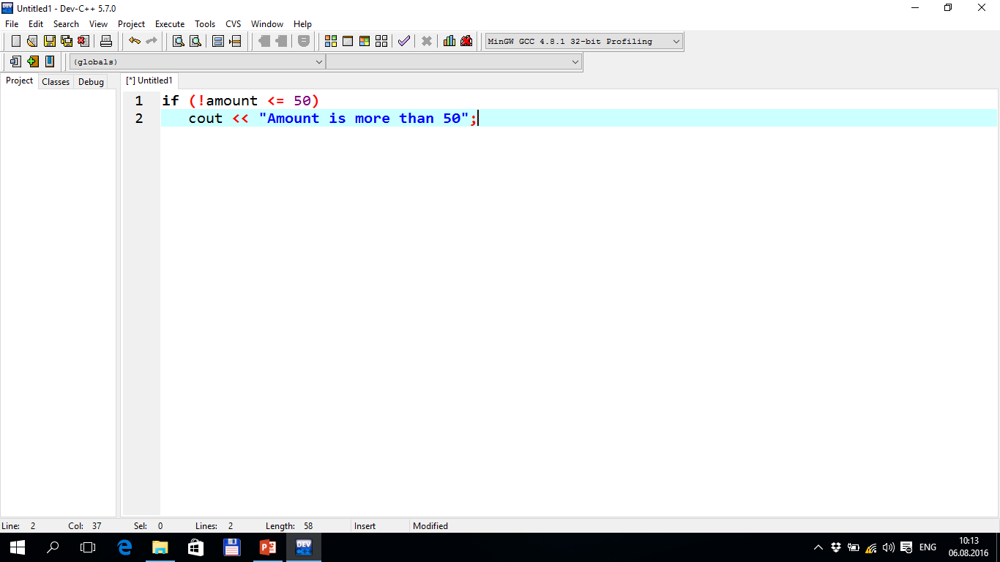 Untitled1 - Dev-C++ 5.7.0
File Edit Search View Project Execute Tools CVS Window Help
MinGW GCC 4.8.1 32-bit Profiling
(globals)
Project Classes Debug [*] Untitled1
1 if (!amount <= 50)
2 cout << "Amount is more than 50";
Line: 2 Col: 37 Sel: 0 Lines: 2 Length: 58 Insert Modified
DEV
ENG
10:13
06.08.2016